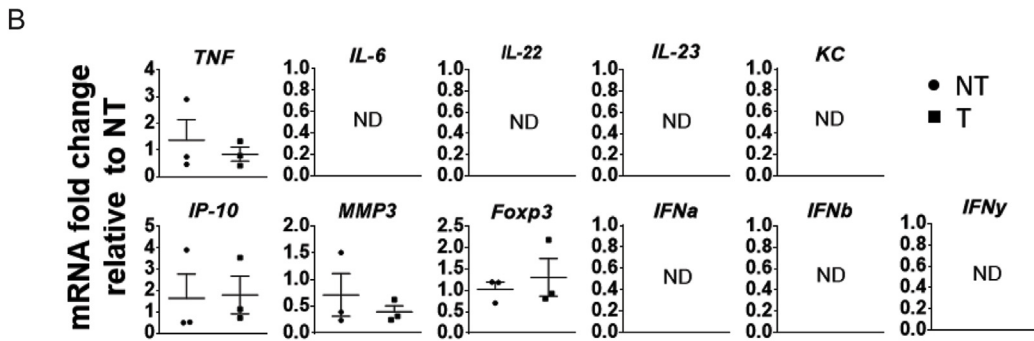 B
mRNA fold change
relative to NT
TNF
4
3
2
1
0
IL-6
1.0
0.8
0.6
0.4
0.2
0.0
ND
IL-22
1.0
0.8
0.6
0.4
0.2
0.0
ND
IL-23
1.0
0.8
0.6
0.4
0.2
0.0
ND
KC
1.0
0.8
0.6
0.4
0.2
0.0
ND
NT
T
IP-10
5
4
3
2
1
0
MMP3
2.0
1.5
1.0
0.5
0.0
Foxp3
2.5
2.0
1.5
1.0
0.5
0.0
IFNa
1.0
0.8
0.6
0.4
0.2
0.0
ND
IFNb
1.0
0.8
0.6
0.4
0.2
0.0
ND
IFNy
1.0
0.8
0.6
0.4
0.2
0.0
ND